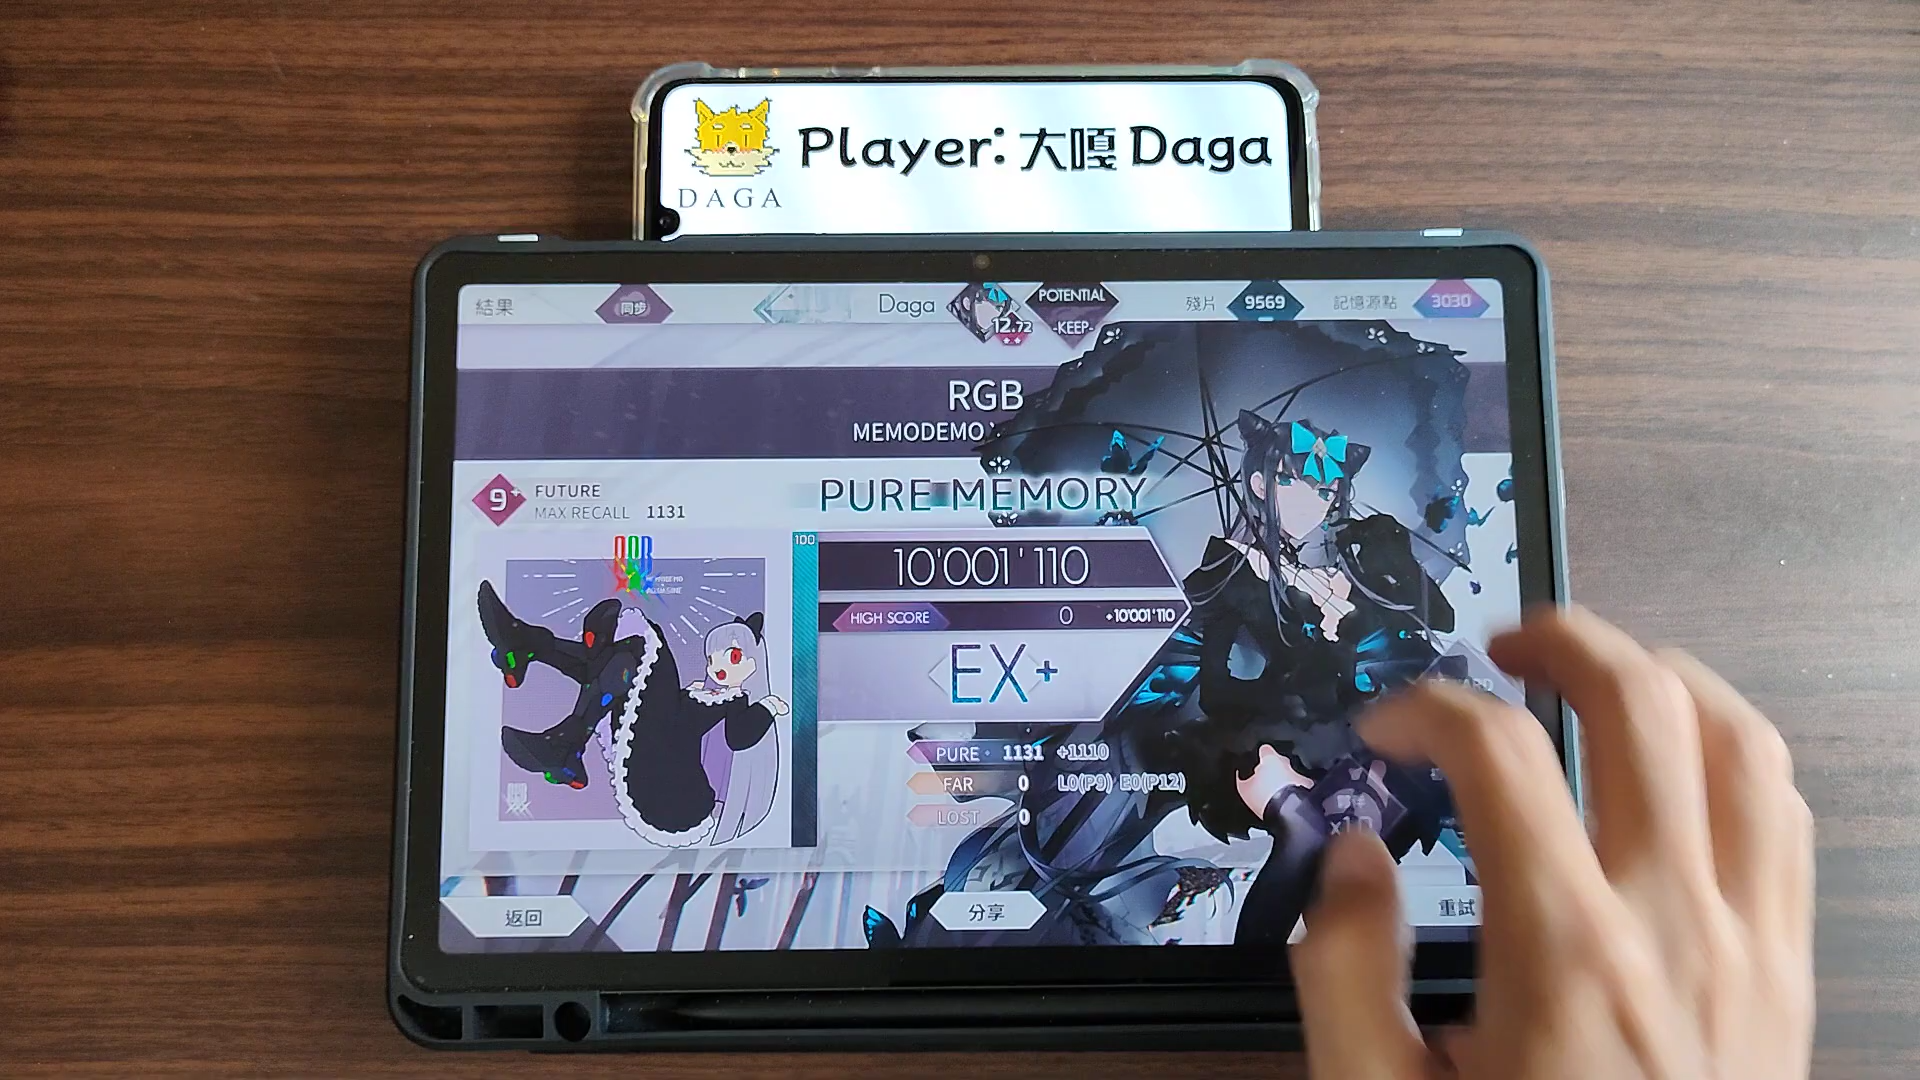 Player: 大嘎 Daga
DAGA
結果
同步
Daga
12.72
POTENTIAL
-KEEP-
殘片
9569
記憶源點
3030
RGB
MEMODEMO
9+
FUTURE
MAX RECALL 1131
PURE MEMORY
100
10'001'110
HIGH SCORE 0 +10'001'110
EX+
PURE 1131 +1110
FAR 0 L0(P9) E0(P12)
LOST 0
返回
分享
重試